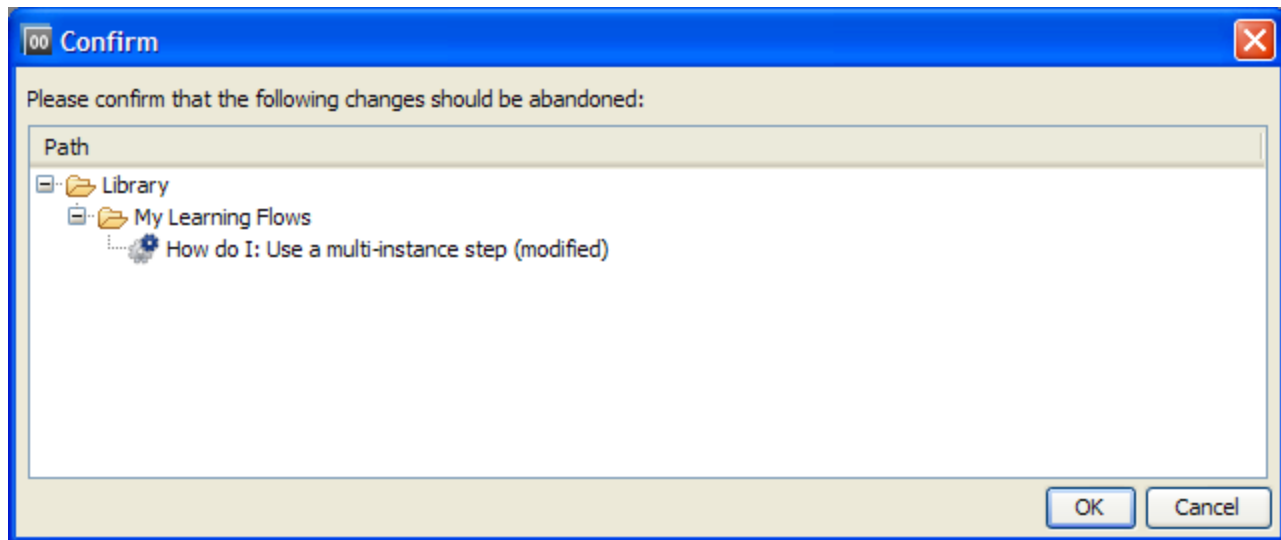 00 Confirm
Please confirm that the following changes should be abandoned:
Path
Library
My Learning Flows
How do I: Use a multi-instance step (modified)
OK Cancel